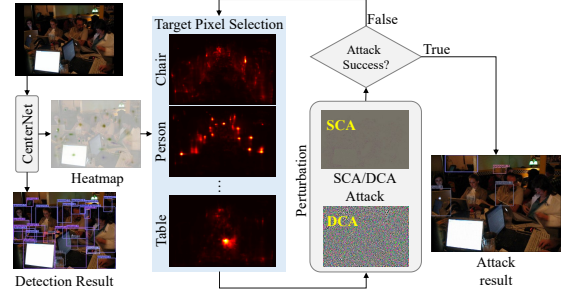 False
Target Pixel Selection
Attack
Success?
True
Chair
CenterNet
Heatmap
Person
SCA
SCA/DCA
Attack
DCA
Perturbation
⋮
Table
Detection Result
Attack
result